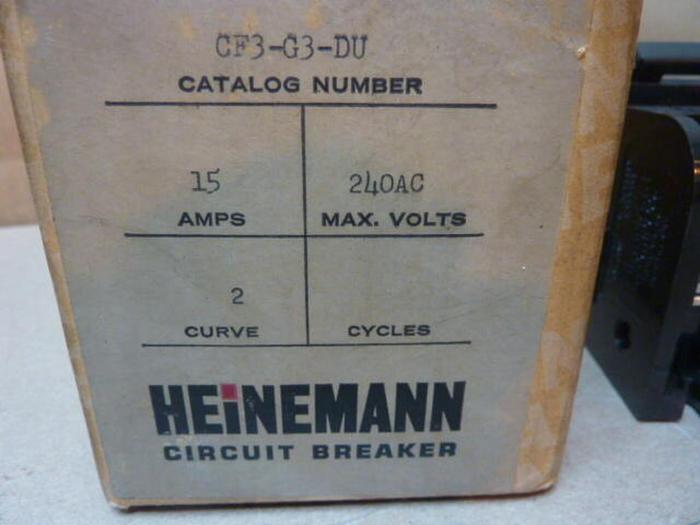 CF3-G3-DU
CATALOG NUMBER
15 240AC
AMPS MAX. VOLTS
2
CURVE CYCLES
HEINEMANN
CIRCUIT BREAKER